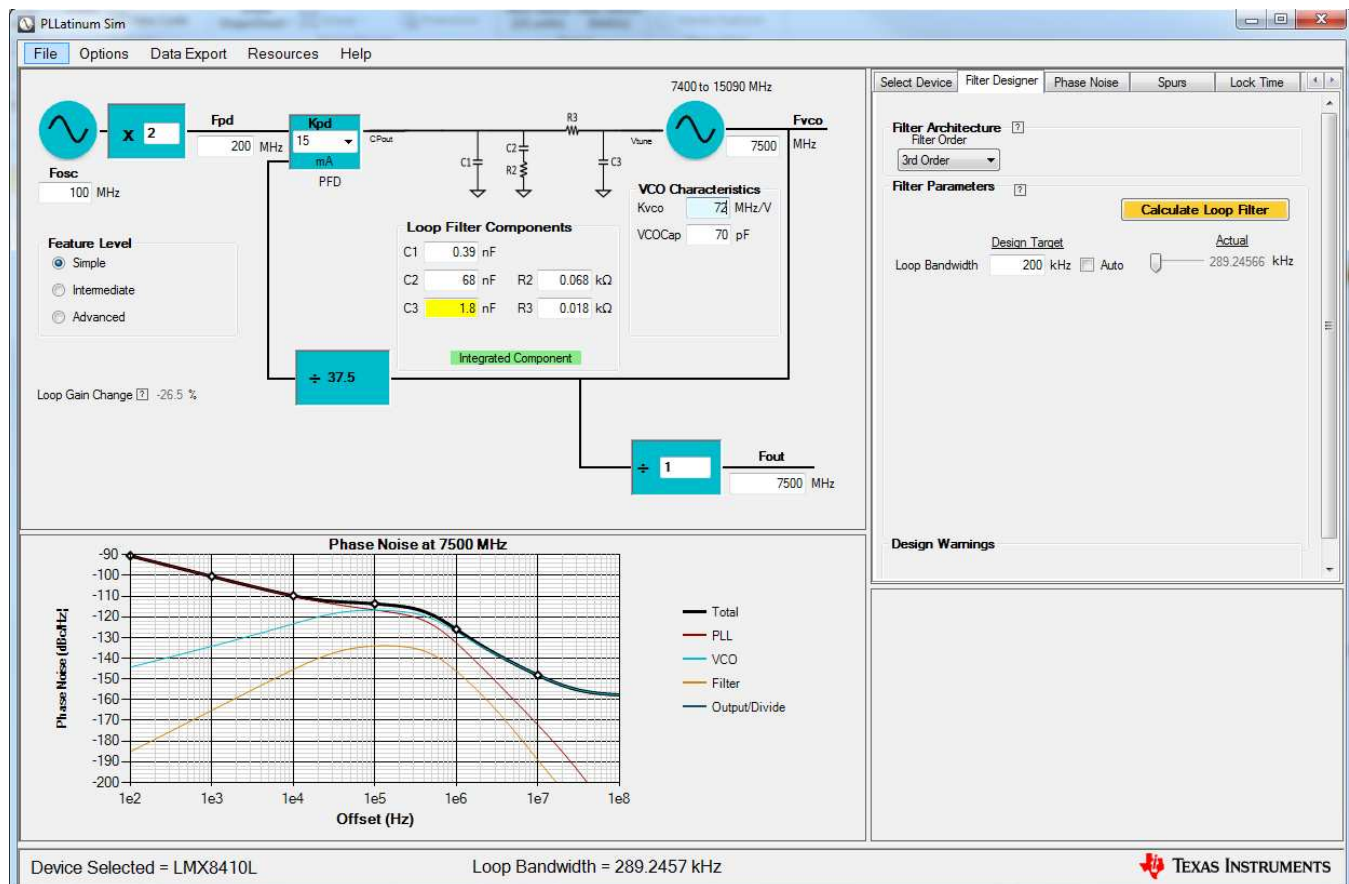 PLLatinum Sim
File Options Data Export Resources Help
7400 to 15090 MHz
x 2
Fpd
200 MHz
Kpd
15
mA
PFD
CPout
C1
C2
R2
R3
C3
Vtune
Fvco
7500
MHz
Fosc
100 MHz
VCO Characteristics
Kvco 72 MHz/V
VCOCap 70 pF
Loop Filter Components
C1 0.39 nF
C2 68 nF R2 0.068 kΩ
C3 1.8 nF R3 0.018 kΩ
Integrated Component
Feature Level
Simple
Intermediate
Advanced
Loop Gain Change ? -26.5 %
÷ 37.5
÷ 1
Fout
7500 MHz
Select Device Filter Designer Phase Noise Spurs Lock Time
Filter Architecture ?
Filter Order
3rd Order
Filter Parameters ?
Calculate Loop Filter
Design Target Actual
Loop Bandwidth 200 kHz Auto 289.24566 kHz
Design Warnings
Phase Noise at 7500 MHz
Phase Noise (dBc/Hz)
-90
-100
-110
-120
-130
-140
-150
-160
-170
-180
-190
-200
1e2 1e3 1e4 1e5 1e6 1e7 1e8
Offset (Hz)
Total
PLL
VCO
Filter
Output/Divide
Device Selected = LMX8410L Loop Bandwidth = 289.2457 kHz TEXAS INSTRUMENTS